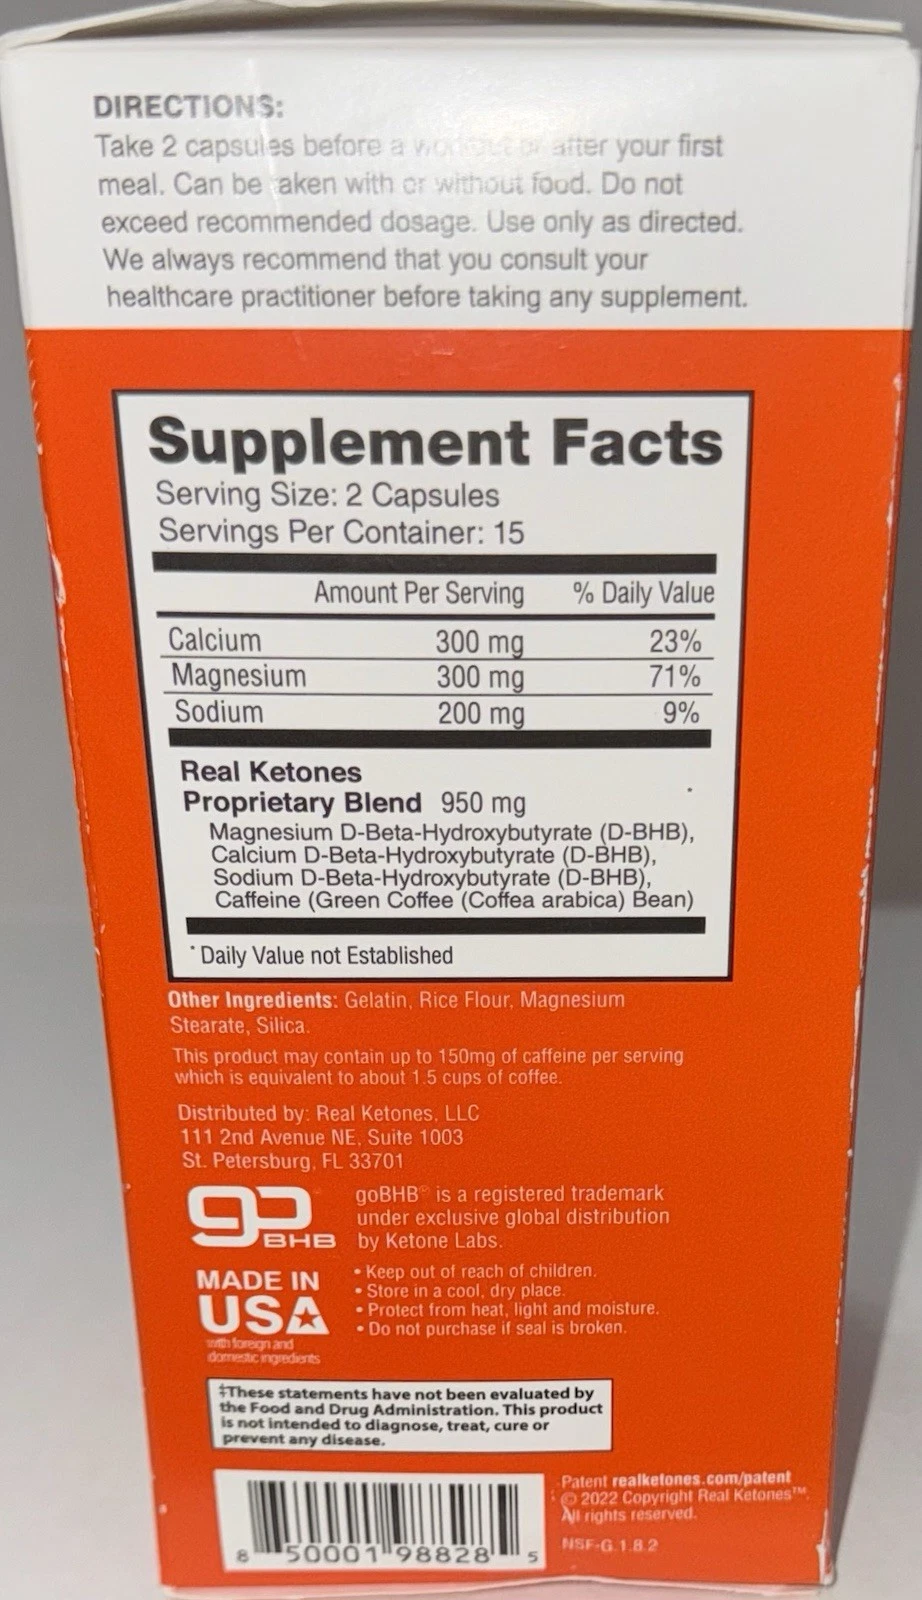 DIRECTIONS:
Take 2 capsules before a workout or after your first
meal. Can be taken with or without food. Do not
exceed recommended dosage. Use only as directed.
We always recommend that you consult your
healthcare practitioner before taking any supplement.
Supplement Facts
Serving Size: 2 Capsules
Servings Per Container: 15
Amount Per Serving % Daily Value
Calcium 300 mg 23%
Magnesium 300 mg 71%
Sodium 200 mg 9%
Real Ketones
Proprietary Blend 950 mg *
Magnesium D-Beta-Hydroxybutyrate (D-BHB),
Calcium D-Beta-Hydroxybutyrate (D-BHB),
Sodium D-Beta-Hydroxybutyrate (D-BHB),
Caffeine (Green Coffee (Coffea arabica) Bean)
* Daily Value not Established
Other Ingredients: Gelatin, Rice Flour, Magnesium
Stearate, Silica.
This product may contain up to 150mg of caffeine per serving
which is equivalent to about 1.5 cups of coffee.
Distributed by: Real Ketones, LLC
111 2nd Avenue NE, Suite 1003
St. Petersburg, FL 33701
go BHB
goBHB® is a registered trademark
under exclusive global distribution
by Ketone Labs.
MADE IN
USA
with foreign and
domestic ingredients
• Keep out of reach of children.
• Store in a cool, dry place.
• Protect from heat, light and moisture.
• Do not purchase if seal is broken.
‡These statements have not been evaluated by
the Food and Drug Administration. This product
is not intended to diagnose, treat, cure or
prevent any disease.
8 50001 98828 5
Patent realketones.com/patent
© 2022 Copyright Real Ketones™.
All rights reserved.
NSF-G.1.8.2